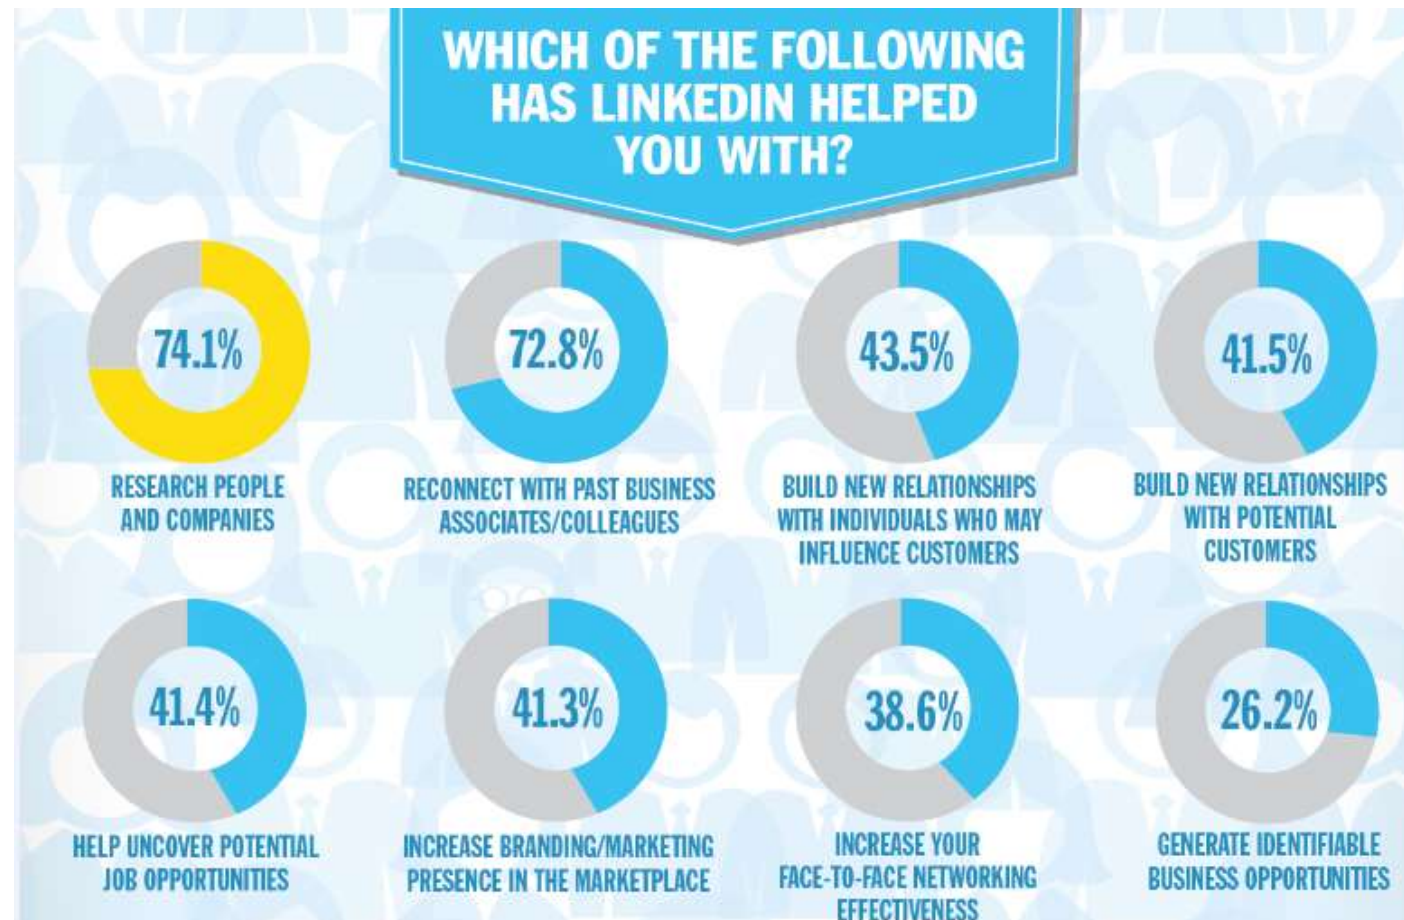 WHICH OF THE FOLLOWING
HAS LINKEDIN HELPED
YOU WITH?
74.1%
RESEARCH PEOPLE
AND COMPANIES
72.8%
RECONNECT WITH PAST BUSINESS
ASSOCIATES/COLLEAGUES
43.5%
BUILD NEW RELATIONSHIPS
WITH INDIVIDUALS WHO MAY
INFLUENCE CUSTOMERS
41.5%
BUILD NEW RELATIONSHIPS
WITH POTENTIAL
CUSTOMERS
41.4%
HELP UNCOVER POTENTIAL
JOB OPPORTUNITIES
41.3%
INCREASE BRANDING/MARKETING
PRESENCE IN THE MARKETPLACE
38.6%
INCREASE YOUR
FACE-TO-FACE NETWORKING
EFFECTIVENESS
26.2%
GENERATE IDENTIFIABLE
BUSINESS OPPORTUNITIES